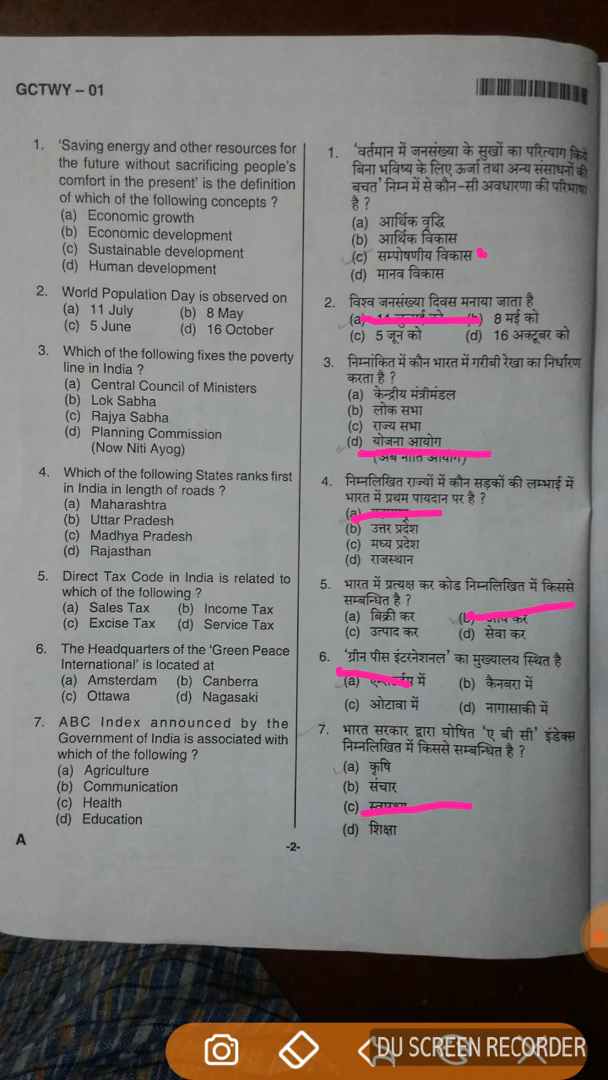 GCTWY – 01
1. 'Saving energy and other resources for
the future without sacrificing people's
comfort in the present' is the definition
of which of the following concepts ?
(a) Economic growth
(b) Economic development
(c) Sustainable development
(d) Human development
2. World Population Day is observed on
(a) 11 July (b) 8 May
(c) 5 June (d) 16 October
3. Which of the following fixes the poverty
line in India ?
(a) Central Council of Ministers
(b) Lok Sabha
(c) Rajya Sabha
(d) Planning Commission
(Now Niti Ayog)
4. Which of the following States ranks first
in India in length of roads ?
(a) Maharashtra
(b) Uttar Pradesh
(c) Madhya Pradesh
(d) Rajasthan
5. Direct Tax Code in India is related to
which of the following ?
(a) Sales Tax (b) Income Tax
(c) Excise Tax (d) Service Tax
6. The Headquarters of the 'Green Peace
International' is located at
(a) Amsterdam (b) Canberra
(c) Ottawa (d) Nagasaki
7. ABC Index announced by the
Government of India is associated with
which of the following ?
(a) Agriculture
(b) Communication
(c) Health
(d) Education
1. 'वर्तमान में जनसंख्या के सुखों का परित्याग किये
बिना भविष्य के लिए ऊर्जा तथा अन्य संसाधनों की
बचत' निम्न में से कौन-सी अवधारणा की परिभाषा
है ?
(a) आर्थिक वृद्धि
(b) आर्थिक विकास
(c) सम्पोषणीय विकास
(d) मानव विकास
2. विश्व जनसंख्या दिवस मनाया जाता है
(a) 8 मई को
(c) 5 जून को (d) 16 अक्टूबर को
3. निम्नांकित में कौन भारत में गरीबी रेखा का निर्धारण
करता है ?
(a) केन्द्रीय मंत्रीमंडल
(b) लोक सभा
(c) राज्य सभा
(d) योजना आयोग
(अब नीति आयोग)
4. निम्नलिखित राज्यों में कौन सड़कों की लम्बाई में
भारत में प्रथम पायदान पर है ?
(a)
(b) उत्तर प्रदेश
(c) मध्य प्रदेश
(d) राजस्थान
5. भारत में प्रत्यक्ष कर कोड निम्नलिखित में किससे
सम्बन्धित है ?
(a) बिक्री कर कर
(c) उत्पाद कर (d) सेवा कर
6. 'ग्रीन पीस इंटरनेशनल' का मुख्यालय स्थित है
(a) में (b) कैनबरा में
(c) ओटावा में (d) नागासाकी में
7. भारत सरकार द्वारा घोषित 'ए बी सी' इंडेक्स
निम्नलिखित में किससे सम्बन्धित है ?
(a) कृषि
(b) संचार
(c)
(d) शिक्षा
A
-2-
DU SCREEN RECORDER